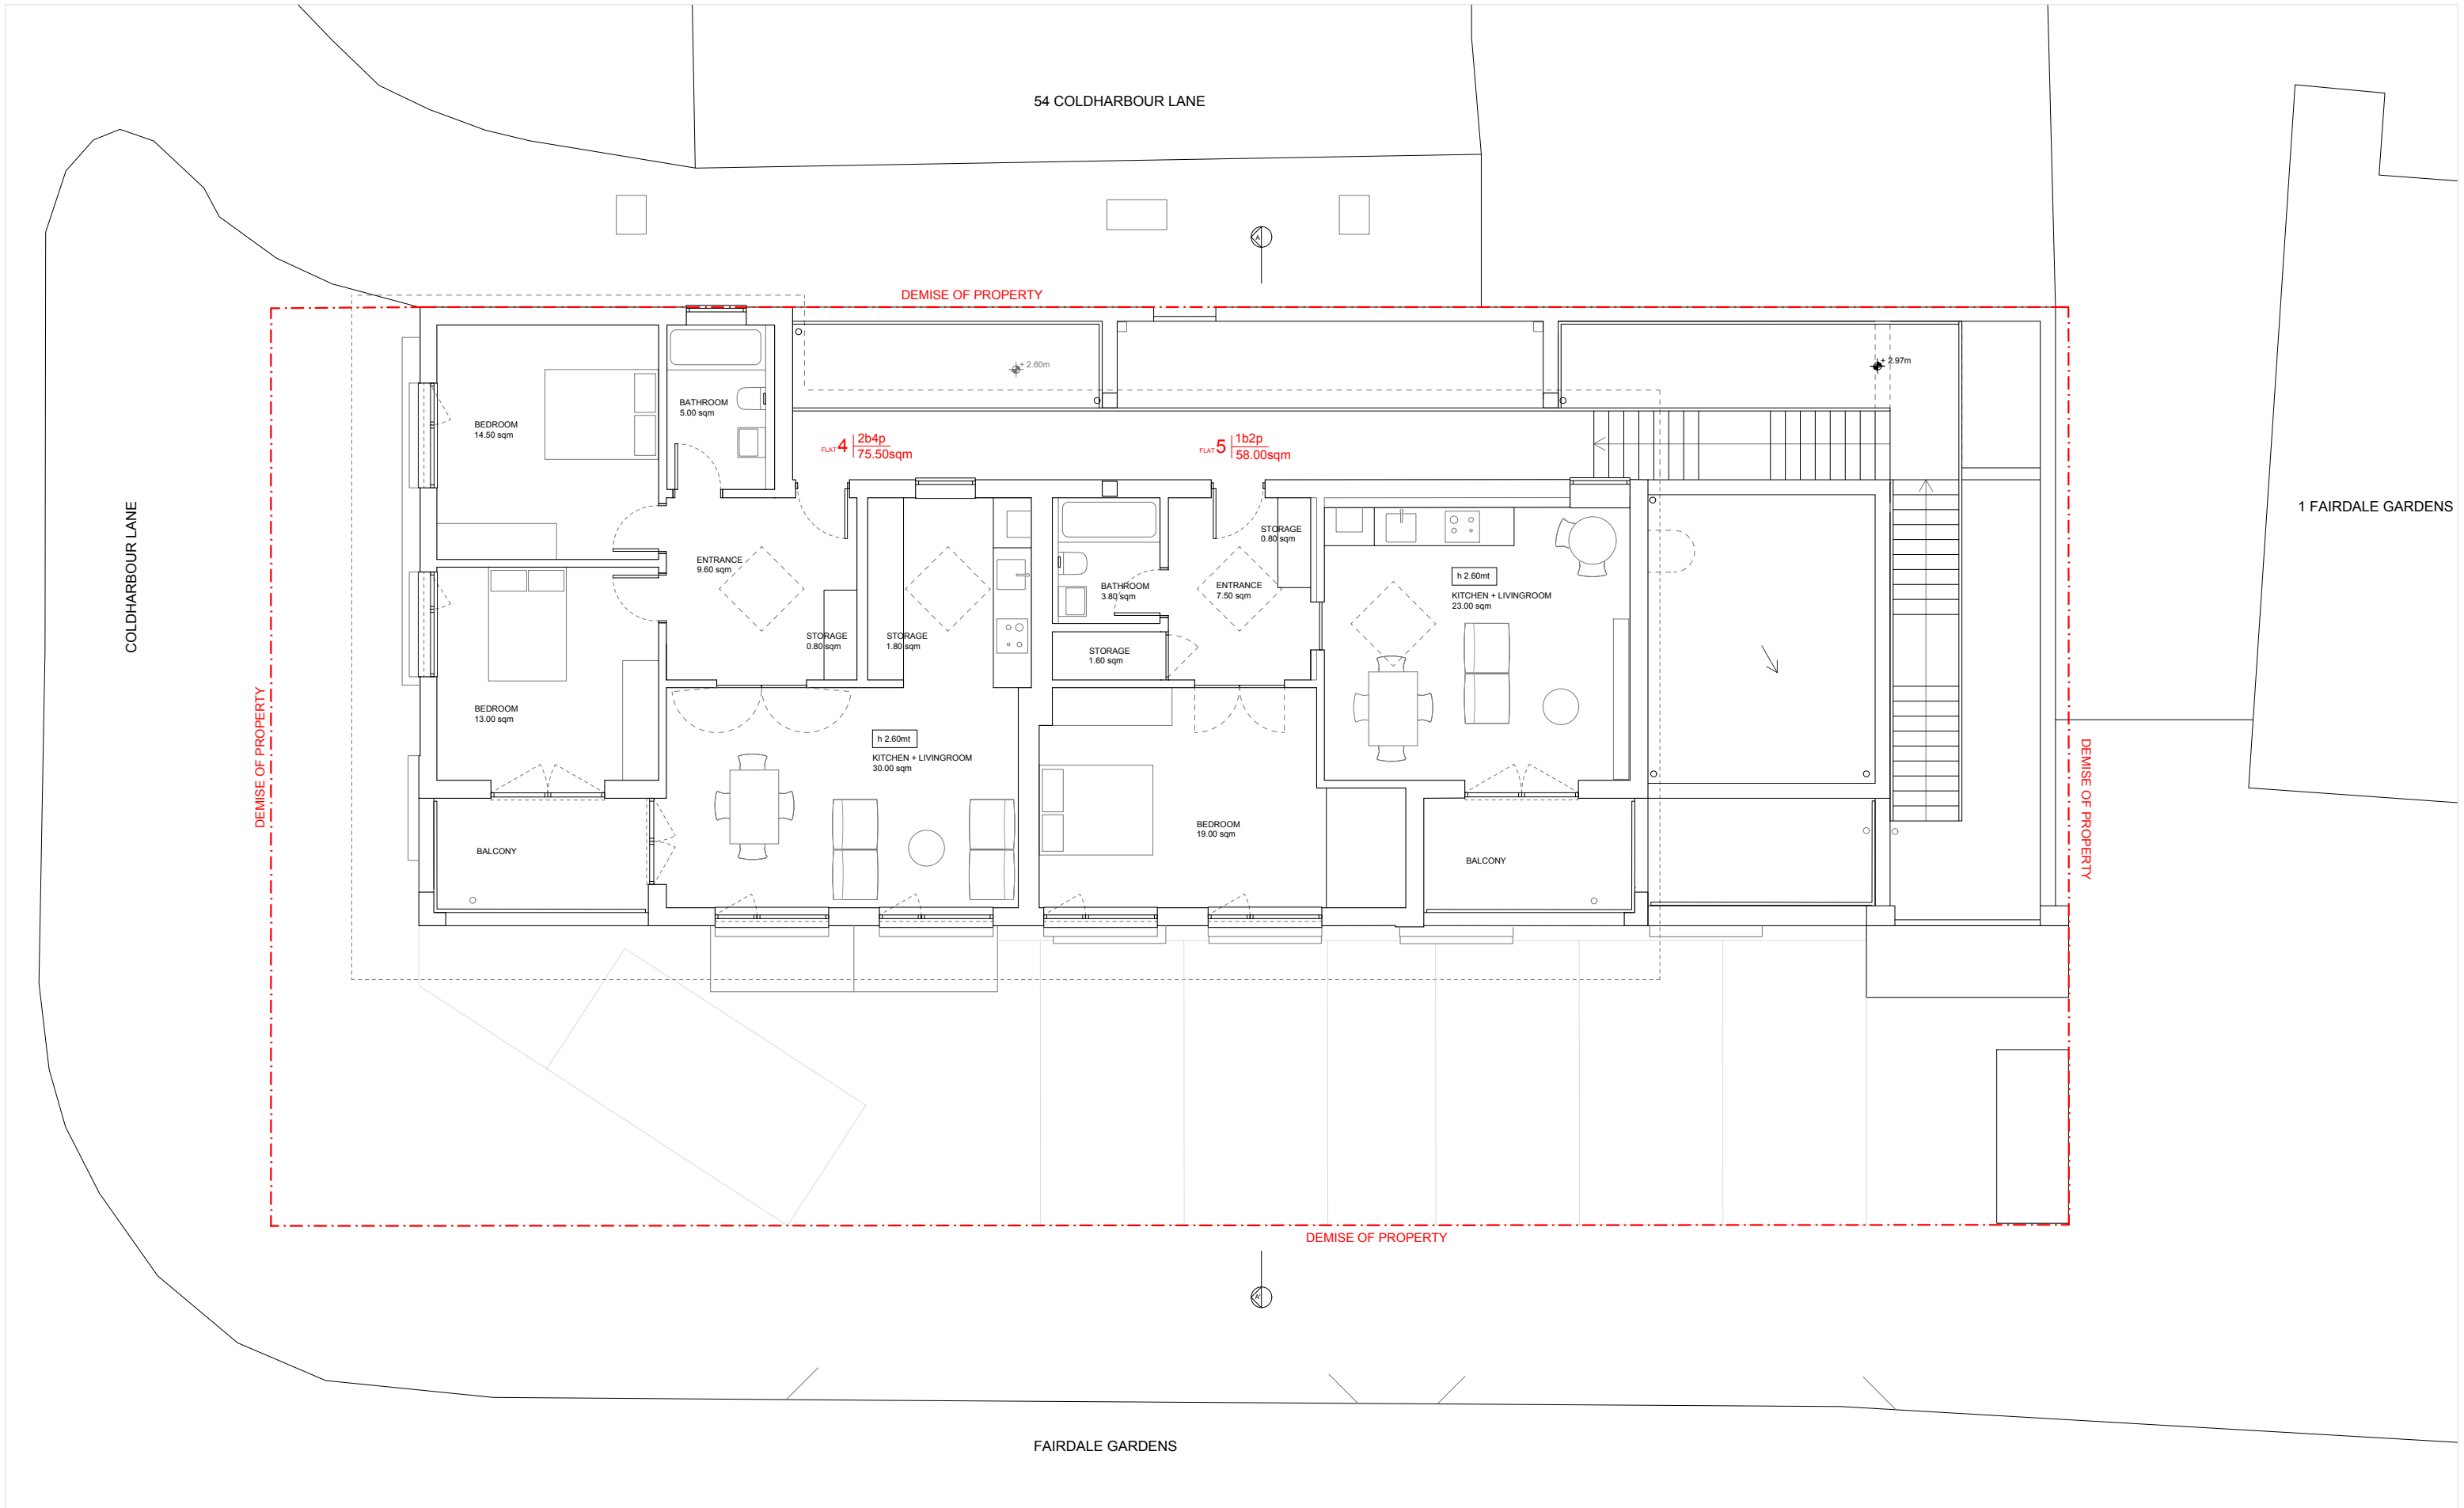 54 COLDHARBOUR LANE
A
DEMISE OF PROPERTY
+ 2.60m
+ 2.97m
BATHROOM
5.00 sqm
BEDROOM
14.50 sqm
FLAT 4 2b4p
75.50sqm
FLAT 5 1b2p
58.00sqm
COLDHARBOUR LANE
1 FAIRDALE GARDENS
STORAGE
0.80 sqm
ENTRANCE
9.60 sqm
BATHROOM
3.80 sqm
ENTRANCE
7.50 sqm
h 2.60mt
KITCHEN + LIVINGROOM
23.00 sqm
STORAGE
0.80 sqm
STORAGE
1.80 sqm
STORAGE
1.60 sqm
BEDROOM
13.00 sqm
DEMISE OF PROPERTY
h 2.60mt
KITCHEN + LIVINGROOM
30.00 sqm
DEMISE OF PROPERTY
BEDROOM
19.00 sqm
BALCONY
BALCONY
DEMISE OF PROPERTY
A'
FAIRDALE GARDENS